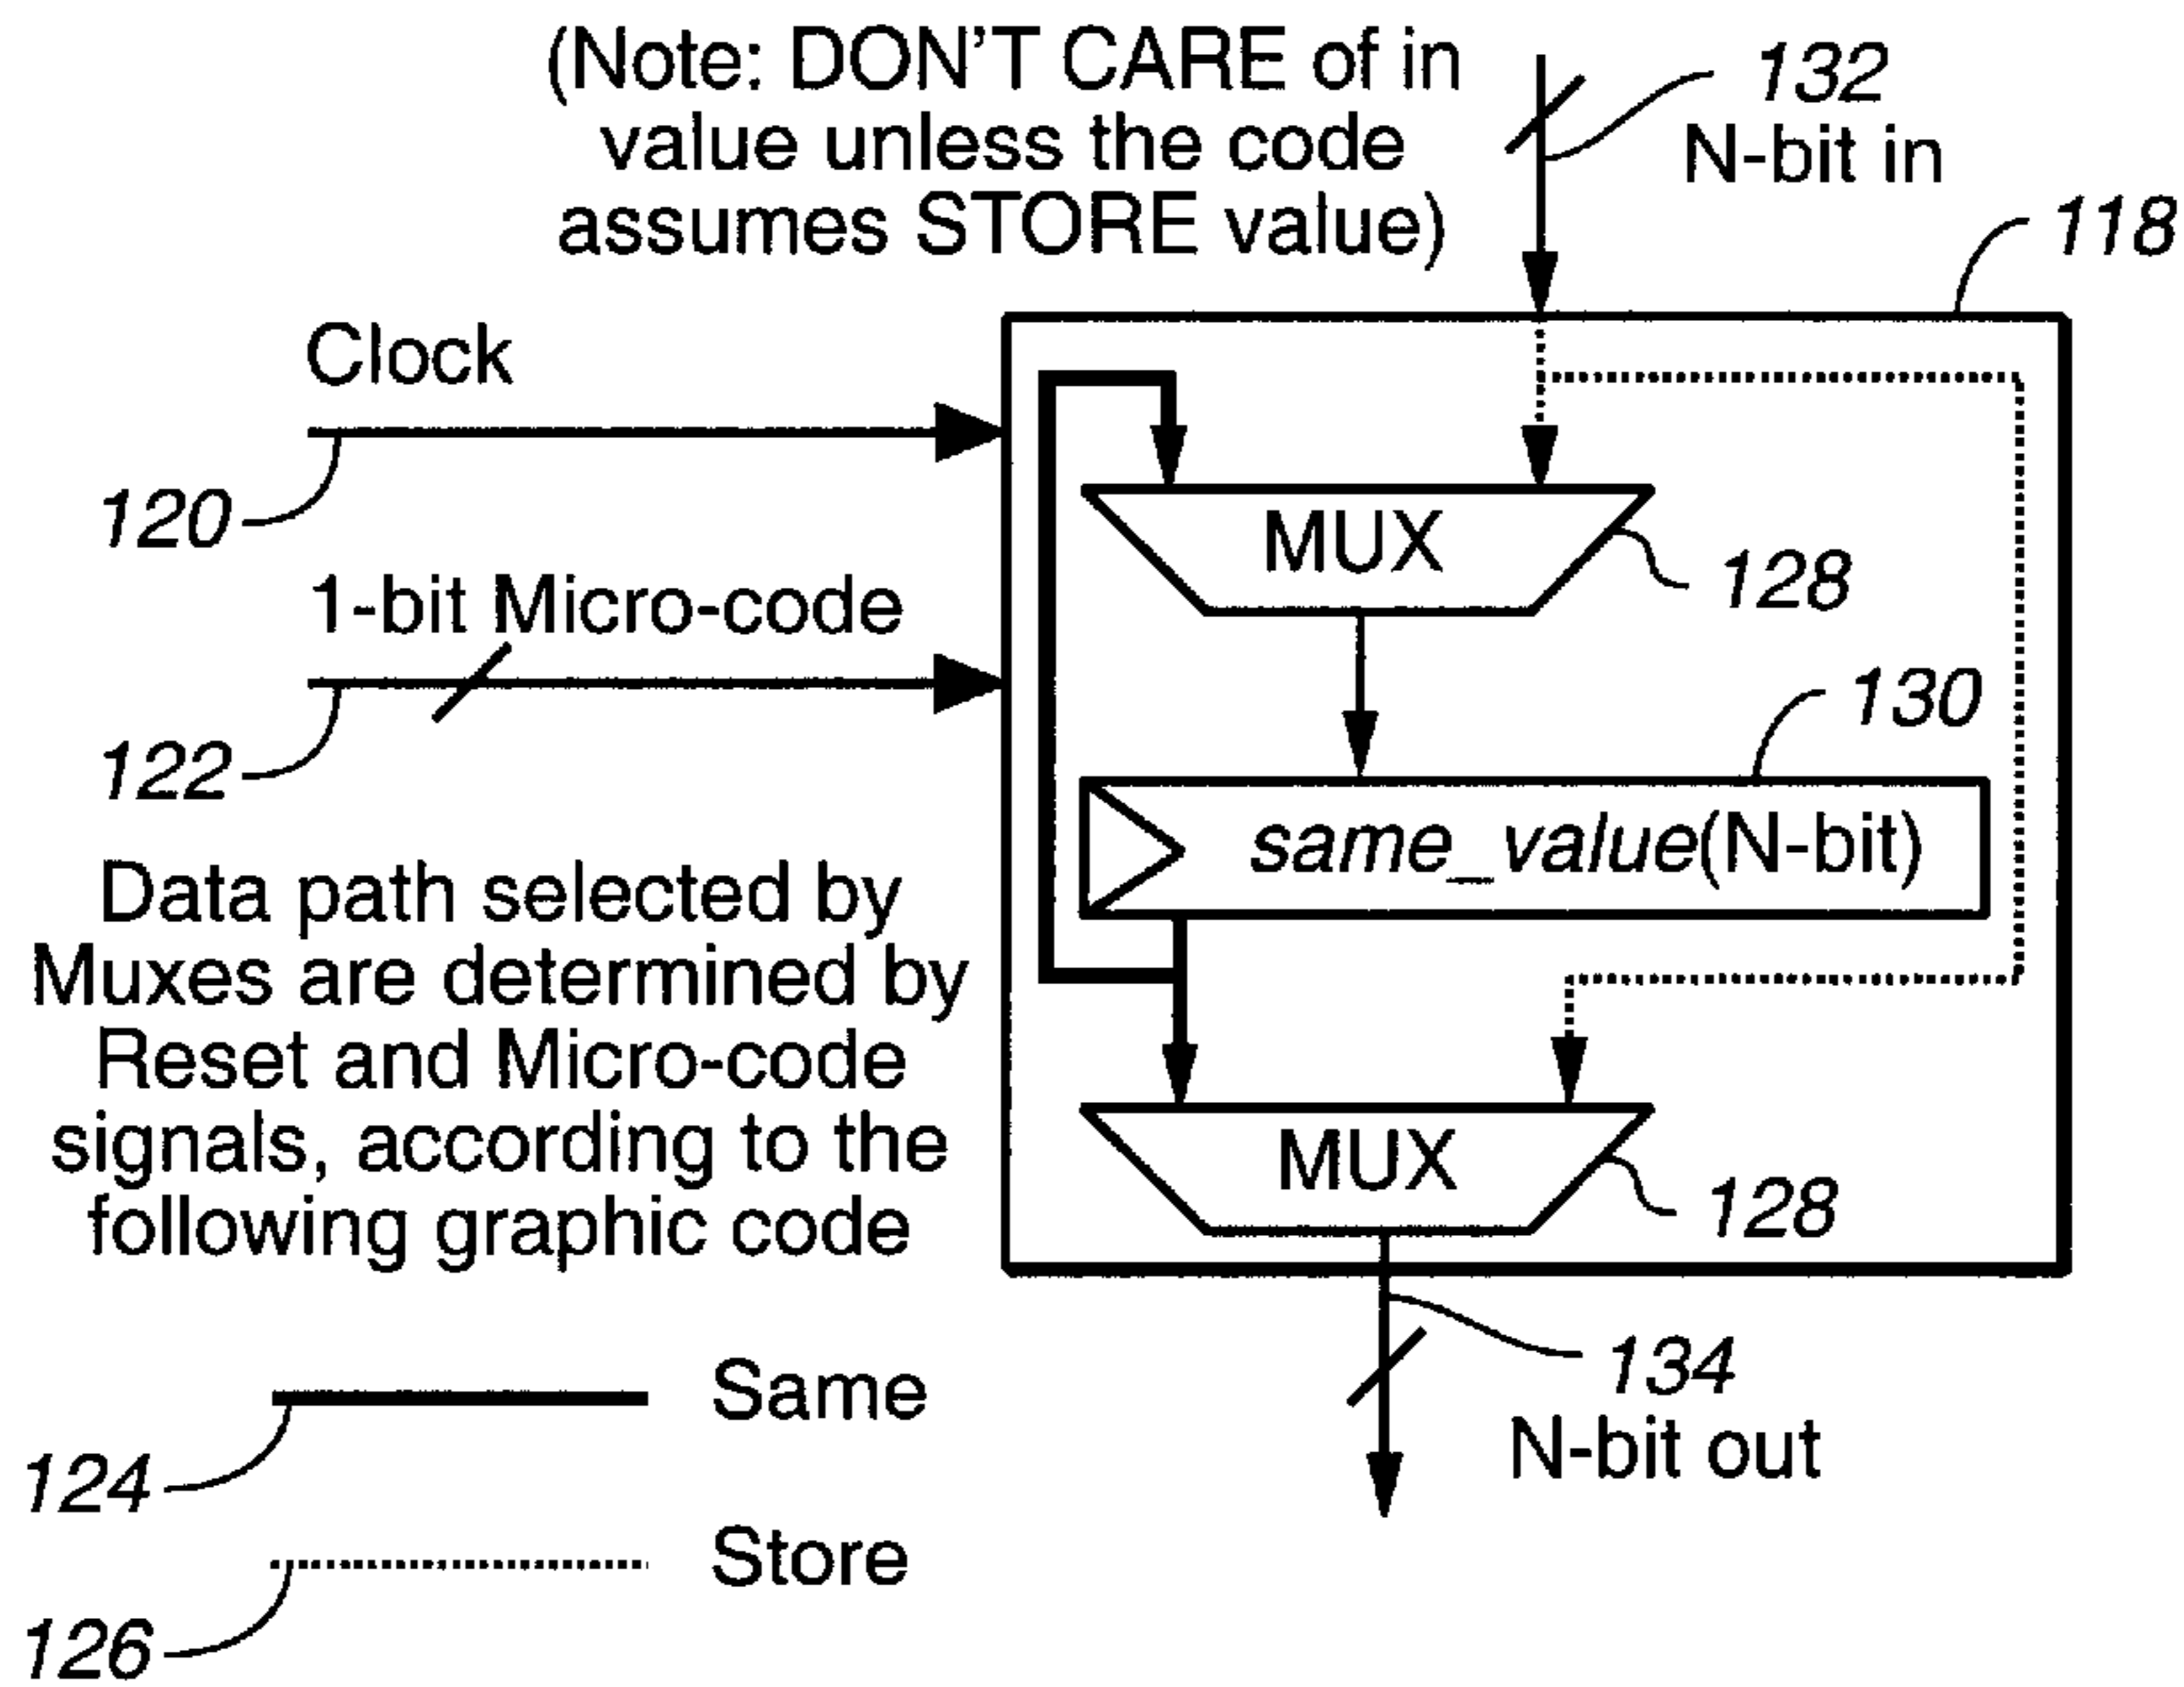 (Note: DON'T CARE of in
value unless the code
assumes STORE value)
132
N-bit in
118
Clock
120
MUX
128
1-bit Micro-code
122
130
same_value(N-bit)
Data path selected by
Muxes are determined by
Reset and Micro-code
signals, according to the
following graphic code
MUX
128
134
N-bit out
Same
124
Store
126